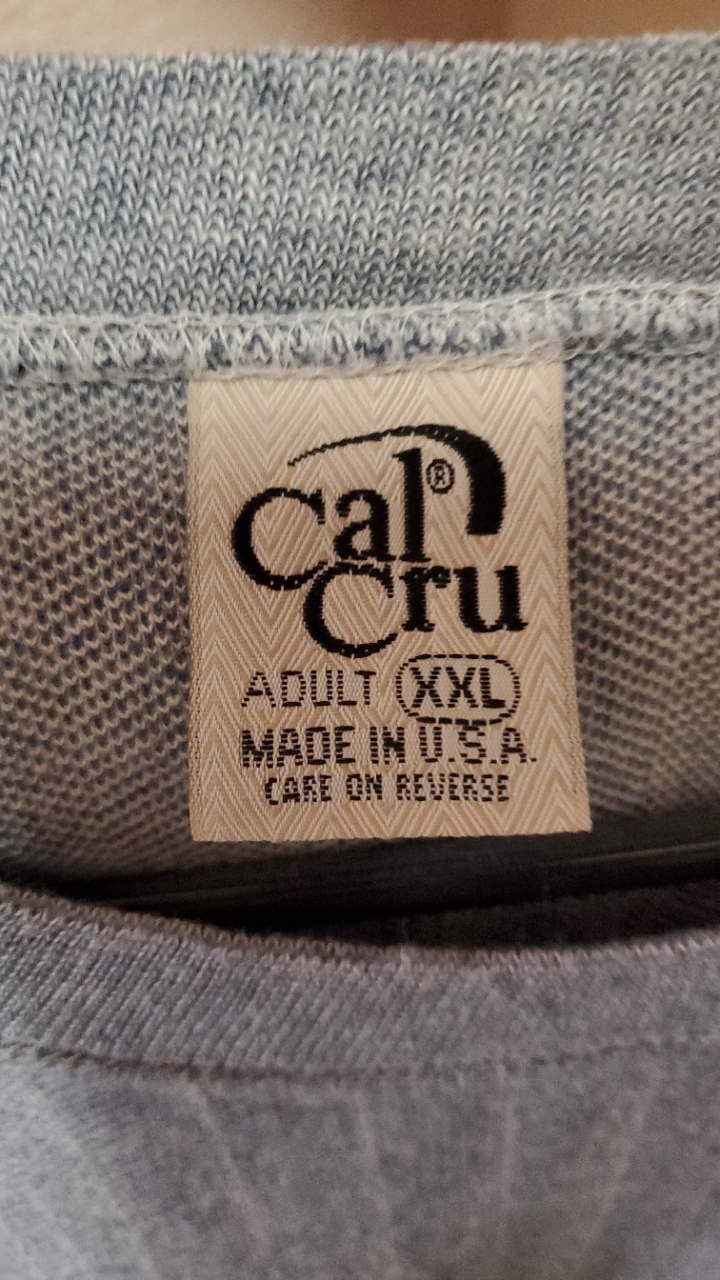 Cal®
Cru
ADULT XXL
MADE IN U.S.A.
CARE ON REVERSE